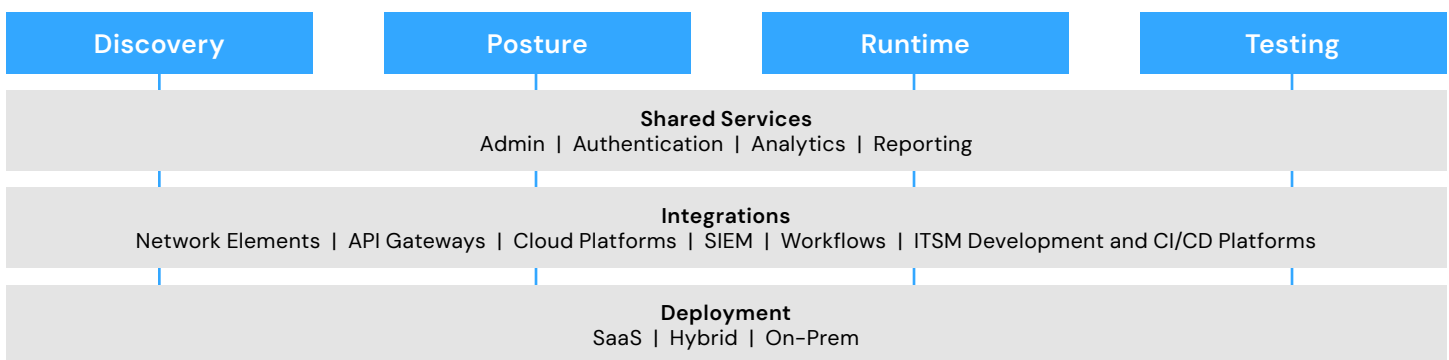 Discovery
Posture
Runtime
Testing
Shared Services
Admin | Authentication | Analytics | Reporting
Integrations
Network Elements | API Gateways | Cloud Platforms | SIEM | Workflows | ITSM Development and CI/CD Platforms
Deployment
SaaS | Hybrid | On-Prem